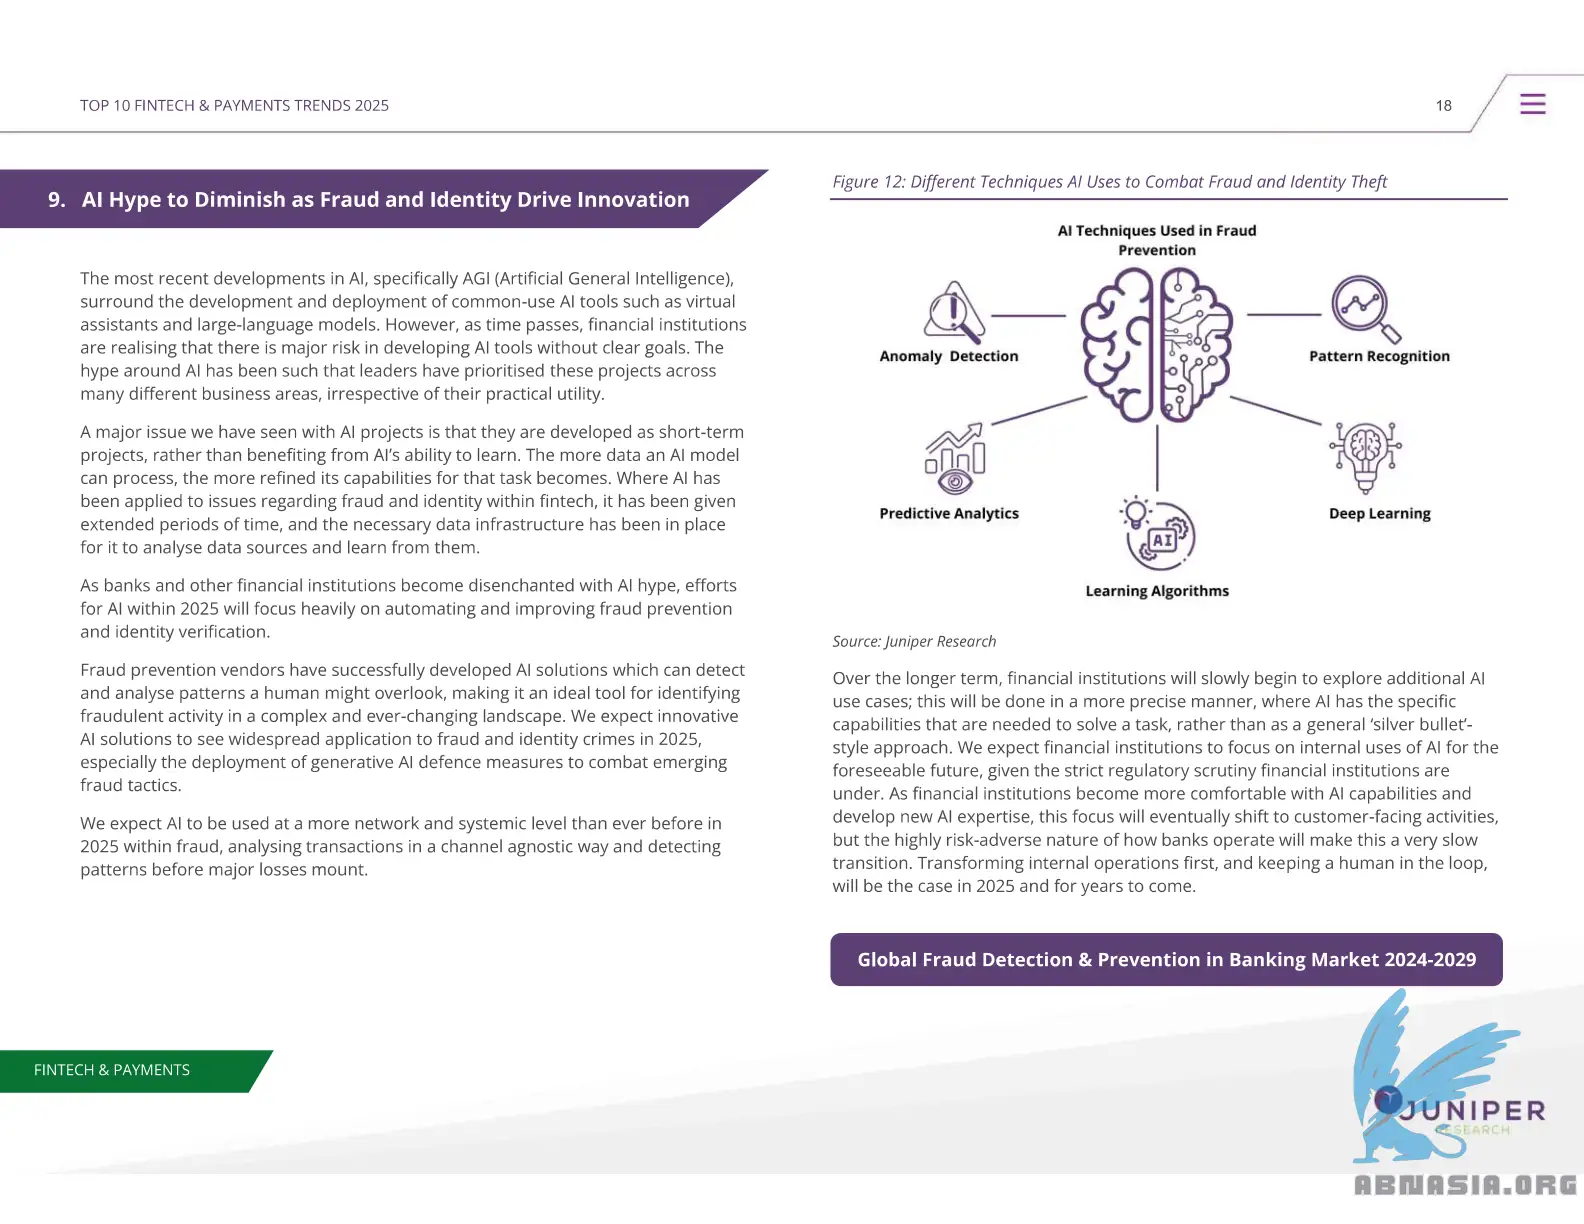 TOP 10 FINTECH & PAYMENTS TRENDS 2025
18
9. AI Hype to Diminish as Fraud and Identity Drive Innovation
The most recent developments in AI, specifically AGI (Artificial General Intelligence),
surround the development and deployment of common-use AI tools such as virtual
assistants and large-language models. However, as time passes, financial institutions
are realising that there is major risk in developing AI tools without clear goals. The
hype around AI has been such that leaders have prioritised these projects across
many different business areas, irrespective of their practical utility.
A major issue we have seen with AI projects is that they are developed as short-term
projects, rather than benefiting from AI’s ability to learn. The more data an AI model
can process, the more refined its capabilities for that task becomes. Where AI has
been applied to issues regarding fraud and identity within fintech, it has been given
extended periods of time, and the necessary data infrastructure has been in place
for it to analyse data sources and learn from them.
As banks and other financial institutions become disenchanted with AI hype, efforts
for AI within 2025 will focus heavily on automating and improving fraud prevention
and identity verification.
Fraud prevention vendors have successfully developed AI solutions which can detect
and analyse patterns a human might overlook, making it an ideal tool for identifying
fraudulent activity in a complex and ever-changing landscape. We expect innovative
AI solutions to see widespread application to fraud and identity crimes in 2025,
especially the deployment of generative AI defence measures to combat emerging
fraud tactics.
We expect AI to be used at a more network and systemic level than ever before in
2025 within fraud, analysing transactions in a channel agnostic way and detecting
patterns before major losses mount.
Figure 12: Different Techniques AI Uses to Combat Fraud and Identity Theft
AI Techniques Used in Fraud
Prevention
Anomaly Detection
Pattern Recognition
Predictive Analytics
Deep Learning
AI
Learning Algorithms
Source: Juniper Research
Over the longer term, financial institutions will slowly begin to explore additional AI
use cases; this will be done in a more precise manner, where AI has the specific
capabilities that are needed to solve a task, rather than as a general ‘silver bullet’-
style approach. We expect financial institutions to focus on internal uses of AI for the
foreseeable future, given the strict regulatory scrutiny financial institutions are
under. As financial institutions become more comfortable with AI capabilities and
develop new AI expertise, this focus will eventually shift to customer-facing activities,
but the highly risk-adverse nature of how banks operate will make this a very slow
transition. Transforming internal operations first, and keeping a human in the loop,
will be the case in 2025 and for years to come.
Global Fraud Detection & Prevention in Banking Market 2024-2029
FINTECH & PAYMENTS
JUNIPER
RESEARCH
ABNASIA.ORG